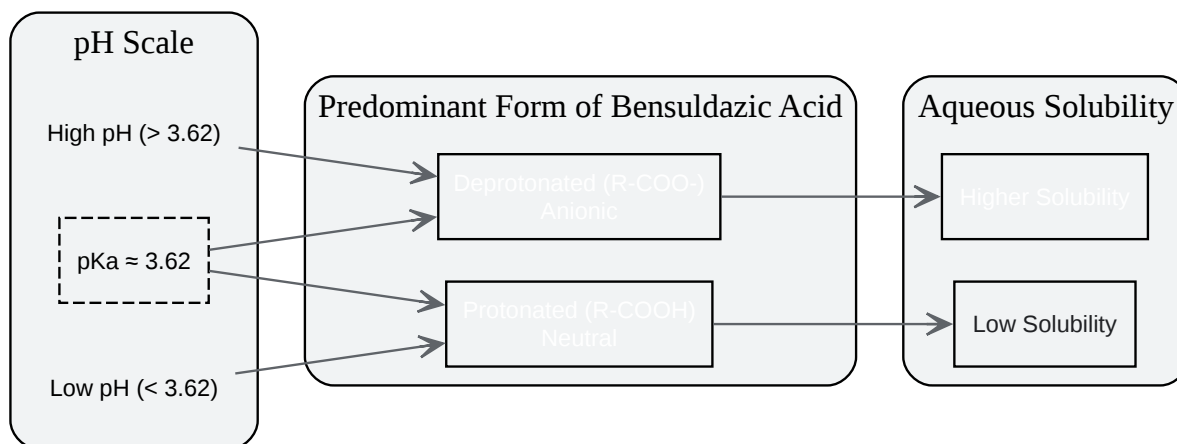 pH Scale
High pH (> 3.62)
pKa ≈ 3.62
Low pH (< 3.62)
Predominant Form of Bensuldazic Acid
Deprotonated (R-COO-)
Anionic
Protonated (R-COOH)
Neutral
Aqueous Solubility
Higher Solubility
Low Solubility